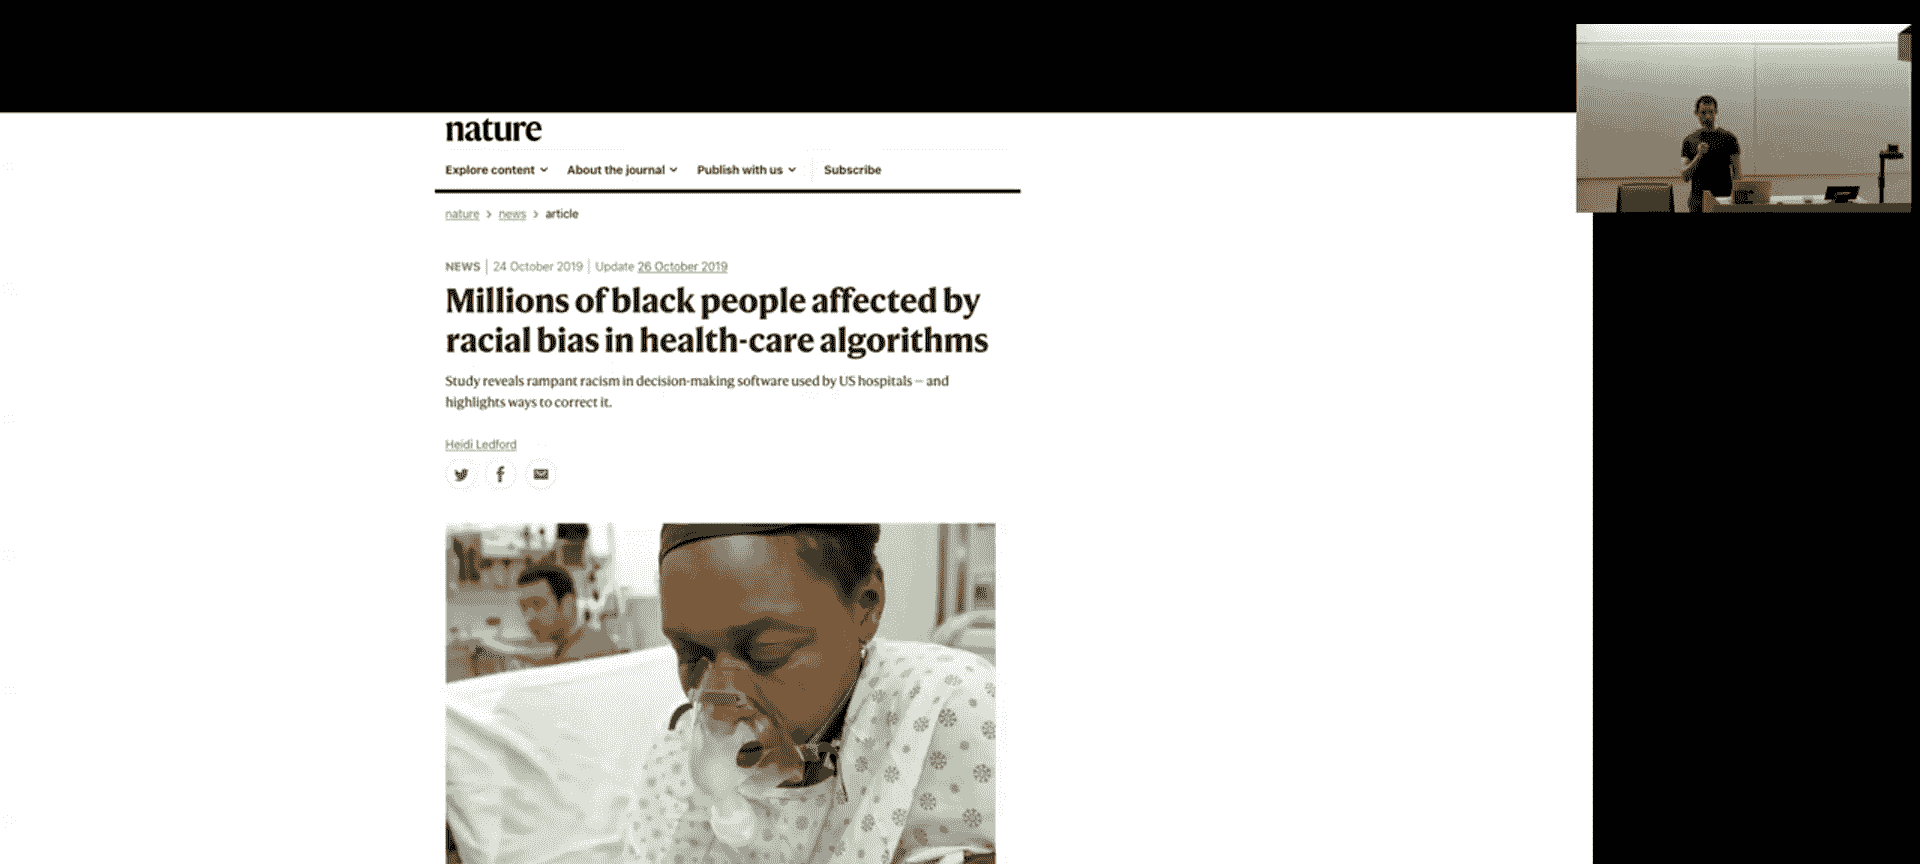 nature
Explore content About the journal Publish with us Subscribe
nature > news > article
NEWS | 24 October 2019 | Update 26 October 2019
Millions of black people affected by
racial bias in health-care algorithms
Study reveals rampant racism in decision-making software used by US hospitals — and
highlights ways to correct it.
Heidi Ledford